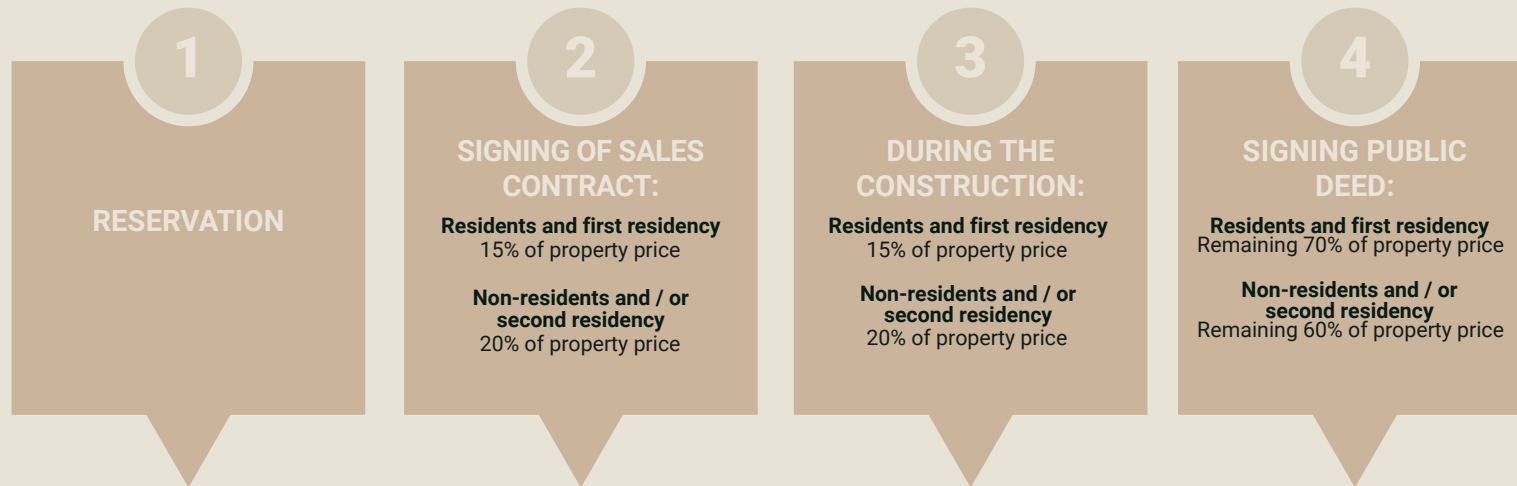 1
RESERVATION
2
SIGNING OF SALES
CONTRACT:
Residents and first residency
15% of property price
Non-residents and / or
second residency
20% of property price
3
DURING THE
CONSTRUCTION:
Residents and first residency
15% of property price
Non-residents and / or
second residency
20% of property price
4
SIGNING PUBLIC
DEED:
Residents and first residency
Remaining 70% of property price
Non-residents and / or
second residency
Remaining 60% of property price